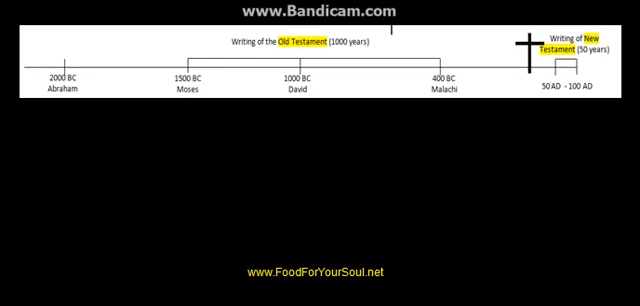 www.Bandicam.com
Writing of the Old Testament (1000 years)
Writing of New
Testament (50 years)
2000 BC
Abraham
1500 BC
Moses
1000 BC
David
400 BC
Malachi
50 AD - 100 AD
www.FoodForYourSoul.net